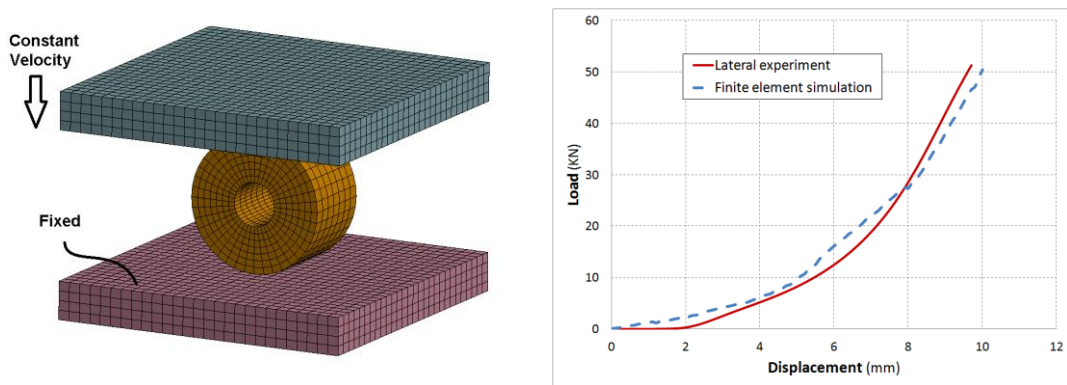 Constant
Velocity
Fixed
60
50
40
30
20
10
0
Load (KN)
Lateral experiment
Finite element simulation
0 2 4 6 8 10 12
Displacement (mm)